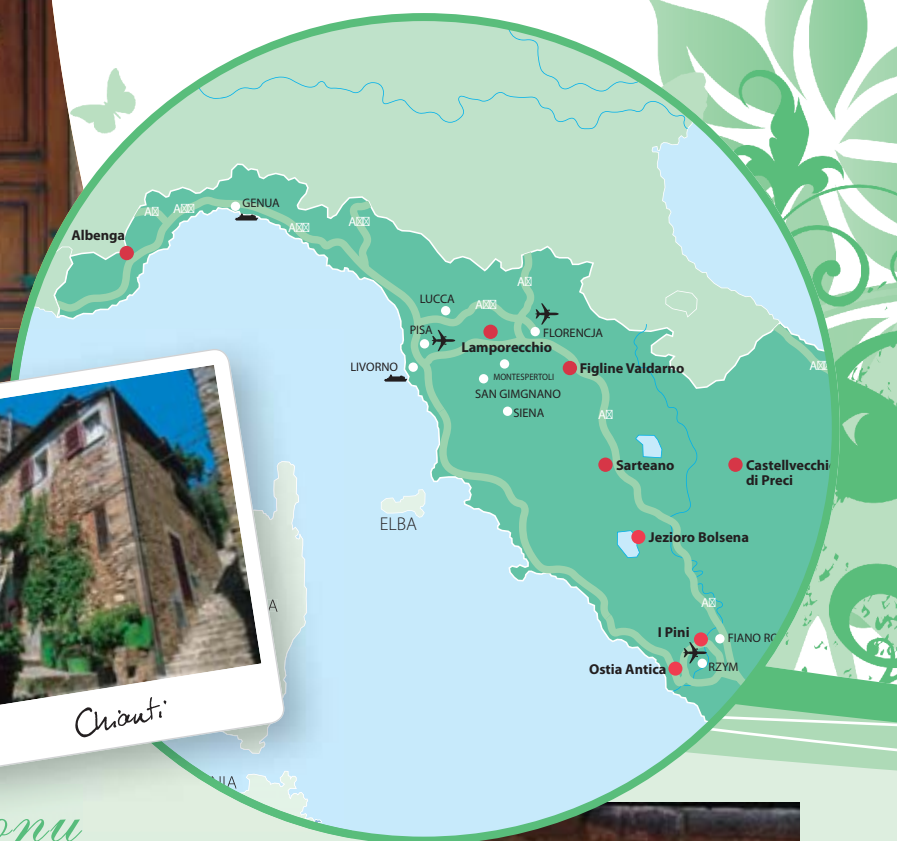 GENUA
Albenga
LUCCA
PISA
FLORENCJA
Lamporecchio
LIVORNO
Figline Valdarno
MONTESPERTOLI
SAN GIMGNANO
SIENA
Sarteano
Castellvecchi
di Preci
ELBA
Jezioro Bolsena
I Pini
FIANO RO
Ostia Antica
RZYM
Chianti
onu